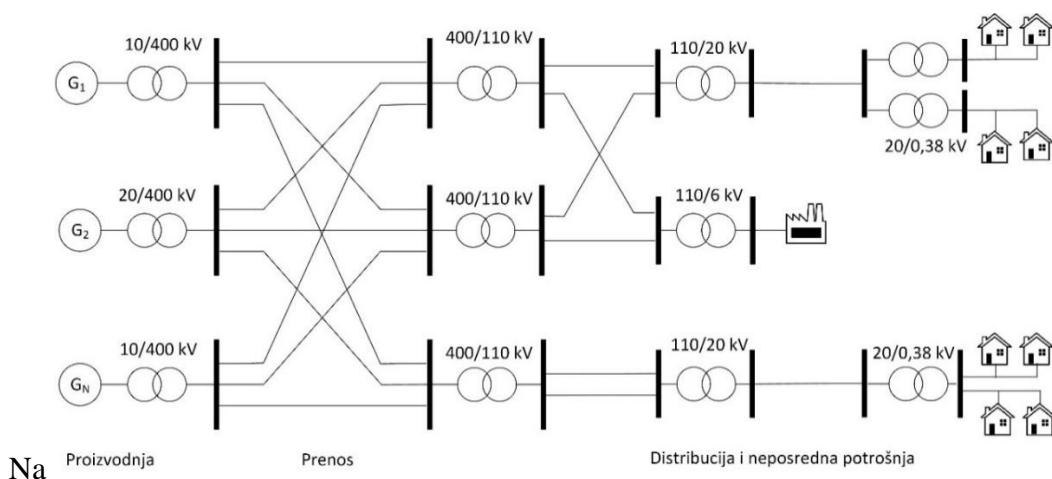 10/400 kV
400/110 kV
110/20 kV
G1
20/0,38 kV
20/400 kV
400/110 kV
110/6 kV
G2
10/400 kV
400/110 kV
110/20 kV
20/0,38 kV
GN
Na Proizvodnja Prenos Distribucija i neposredna potrošnja